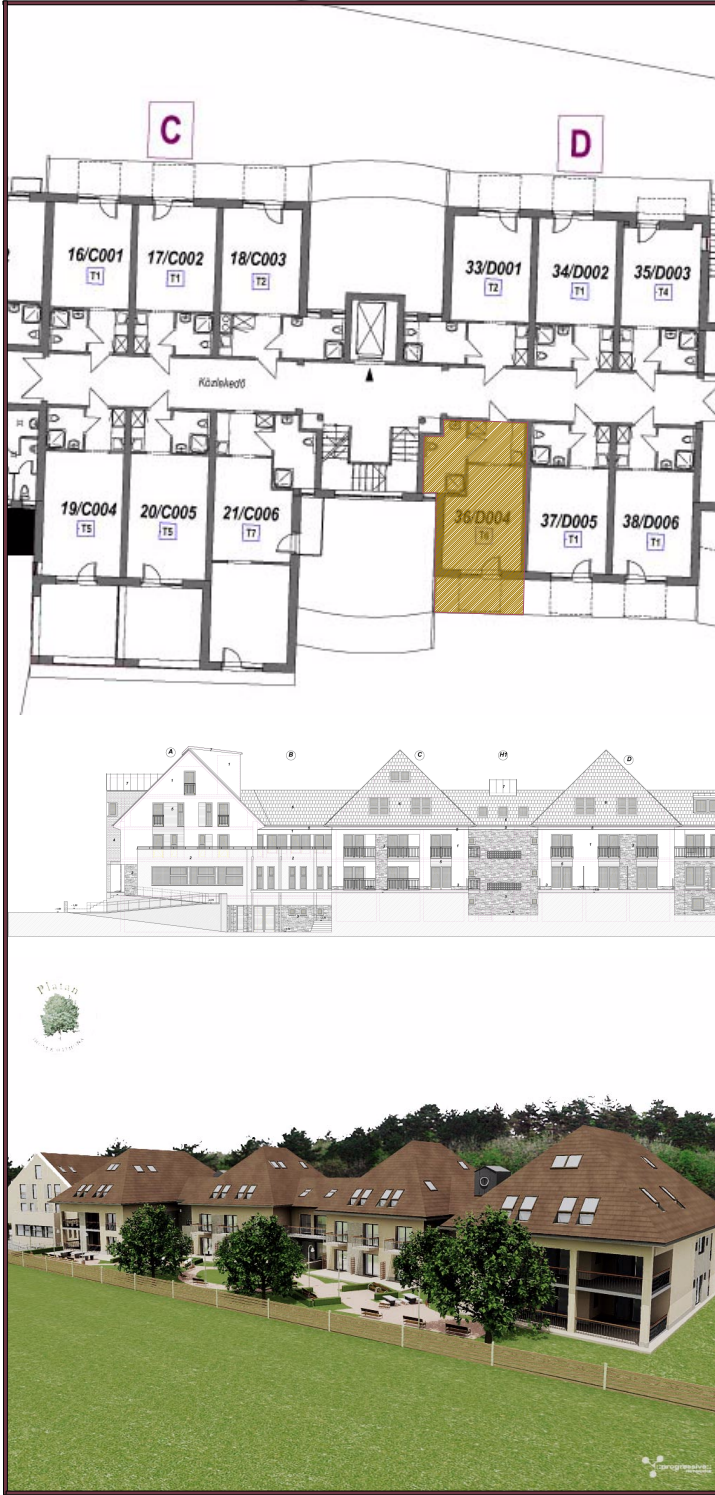 C
D
16/C001
T1
17/C002
T1
18/C003
T2
33/D001
T2
34/D002
T1
35/D003
T4
Közlekedő
19/C004
T5
20/C005
T5
21/C006
T7
36/D004
37/D005
T1
38/D006
T1
A
B
C
H1
D
Platán